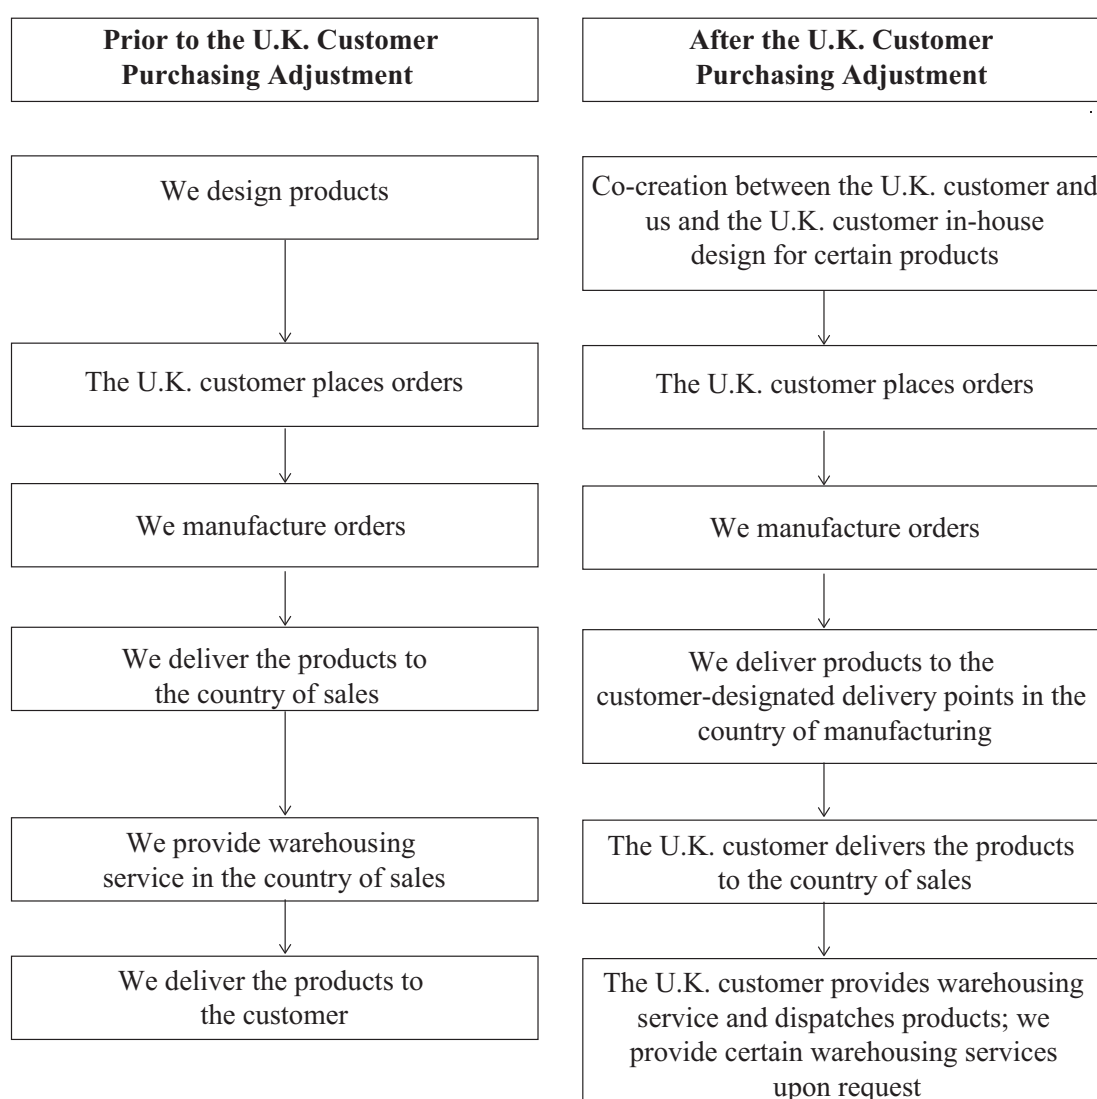 Prior to the U.K. Customer
Purchasing Adjustment
We design products
The U.K. customer places orders
We manufacture orders
We deliver the products to
the country of sales
We provide warehousing
service in the country of sales
We deliver the products to
the customer
After the U.K. Customer
Purchasing Adjustment
Co-creation between the U.K. customer and
us and the U.K. customer in-house
design for certain products
The U.K. customer places orders
We manufacture orders
We deliver products to the
customer-designated delivery points in the
country of manufacturing
The U.K. customer delivers the products
to the country of sales
The U.K. customer provides warehousing
service and dispatches products; we
provide certain warehousing services
upon request